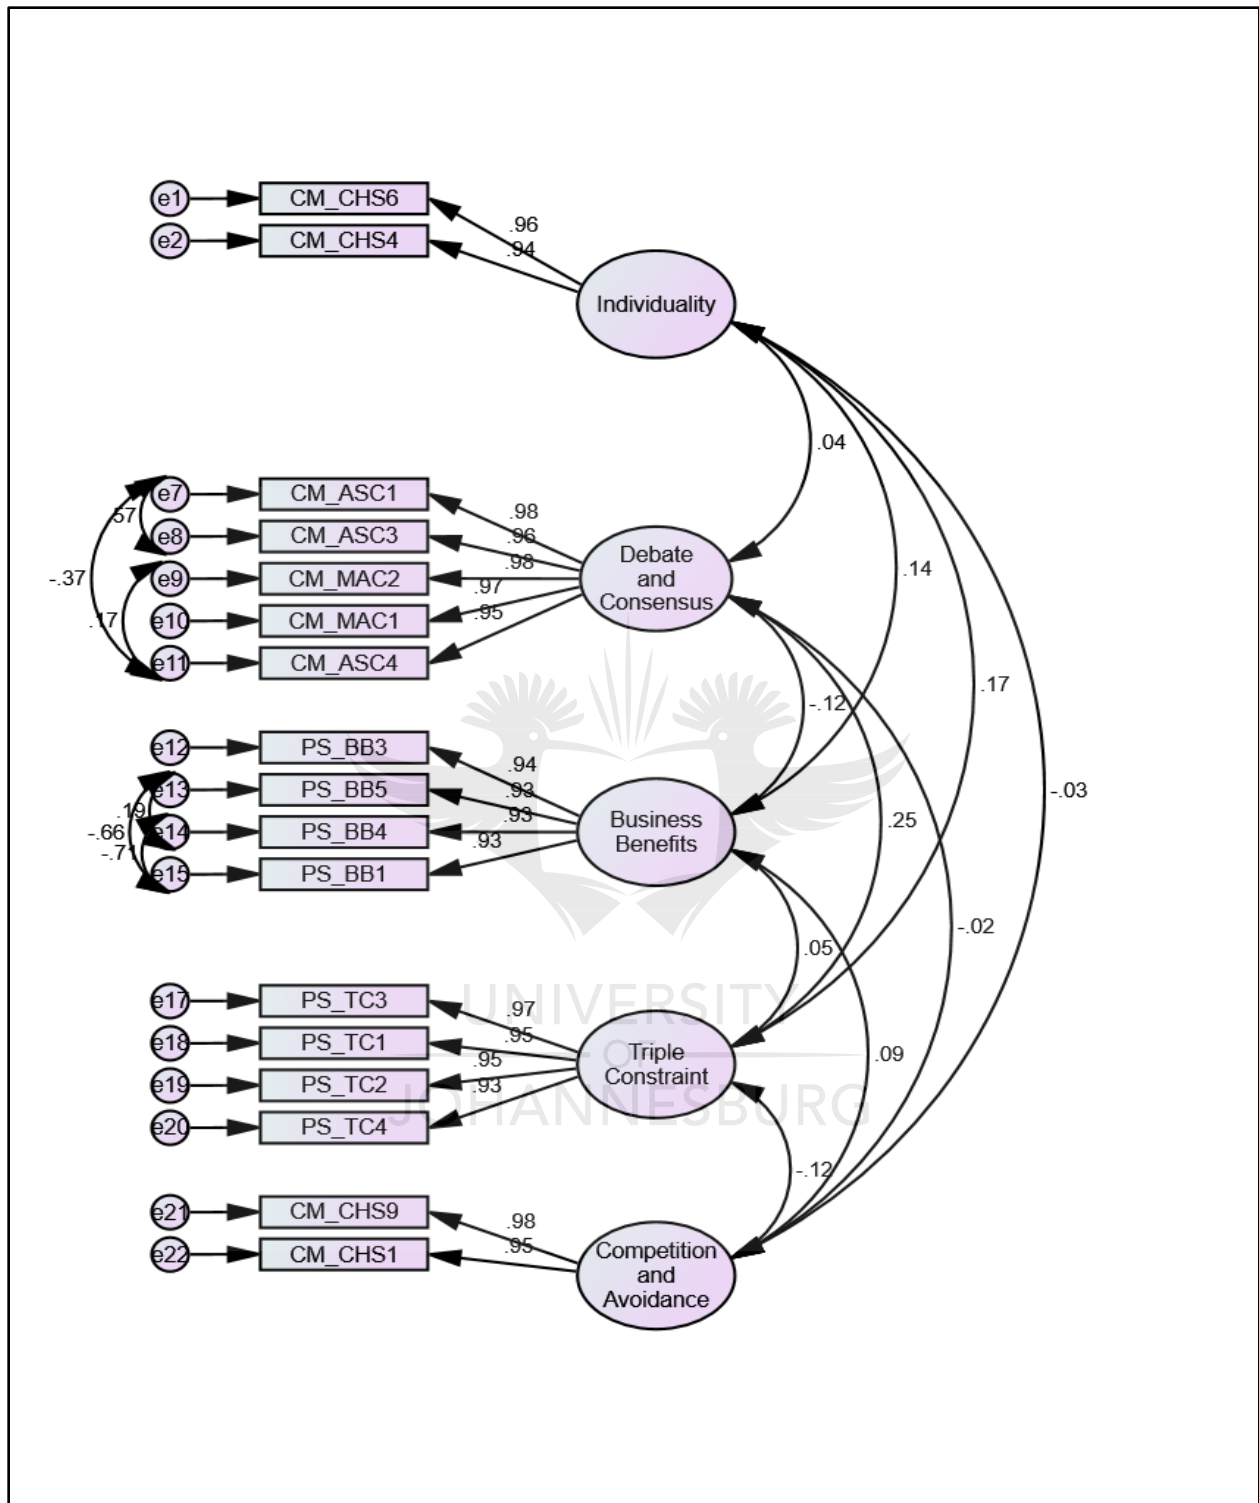 e1
CM_CHS6
.96
e2
CM_CHS4
.94
Individuality
.04
e7
CM_ASC1
.98
.57
e8
CM_ASC3
.96
Debate
and
Consensus
-.37
e9
CM_MAC2
.98
.14
.17
e10
CM_MAC1
.97
e11
CM_ASC4
.95
.17
-.12
e12
PS_BB3
.94
e13
PS_BB5
.93
-.03
.19
-.66
e14
PS_BB4
.93
Business
Benefits
.25
-.71
e15
PS_BB1
.93
-.02
.05
e17
PS_TC3
.97
UNIVERSITY
e18
PS_TC1
.95
OF
Triple
Constraint
.09
e19
PS_TC2
.95
JOHANNESBURG
e20
PS_TC4
.93
-.12
e21
CM_CHS9
.98
e22
CM_CHS1
.95
Competition
and
Avoidance